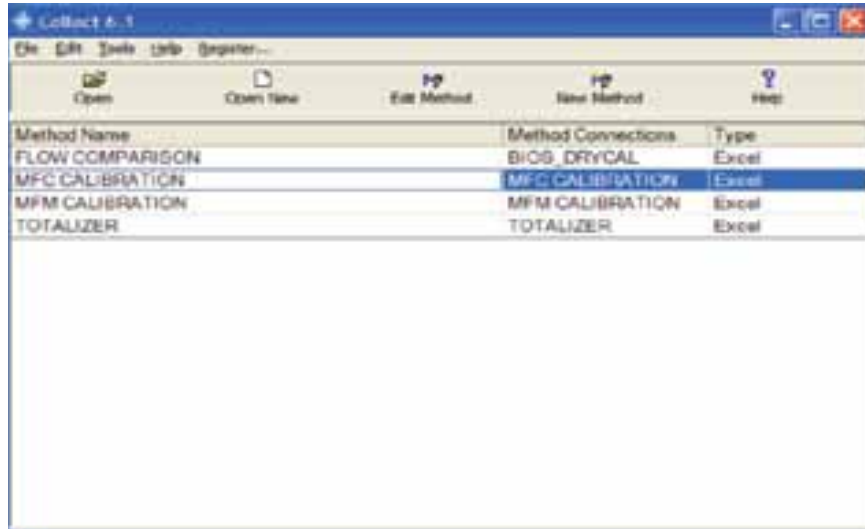 Collect 6.1
File Edit Tools Help Register...
Open Open New Edit Method New Method Help
Method Name Method Connections Type
FLOW COMPARISON BIOS_DRYCAL Excel
MFC CALIBRATION MFC CALIBRATION Excel
MFM CALIBRATION MFM CALIBRATION Excel
TOTALIZER TOTALIZER Excel